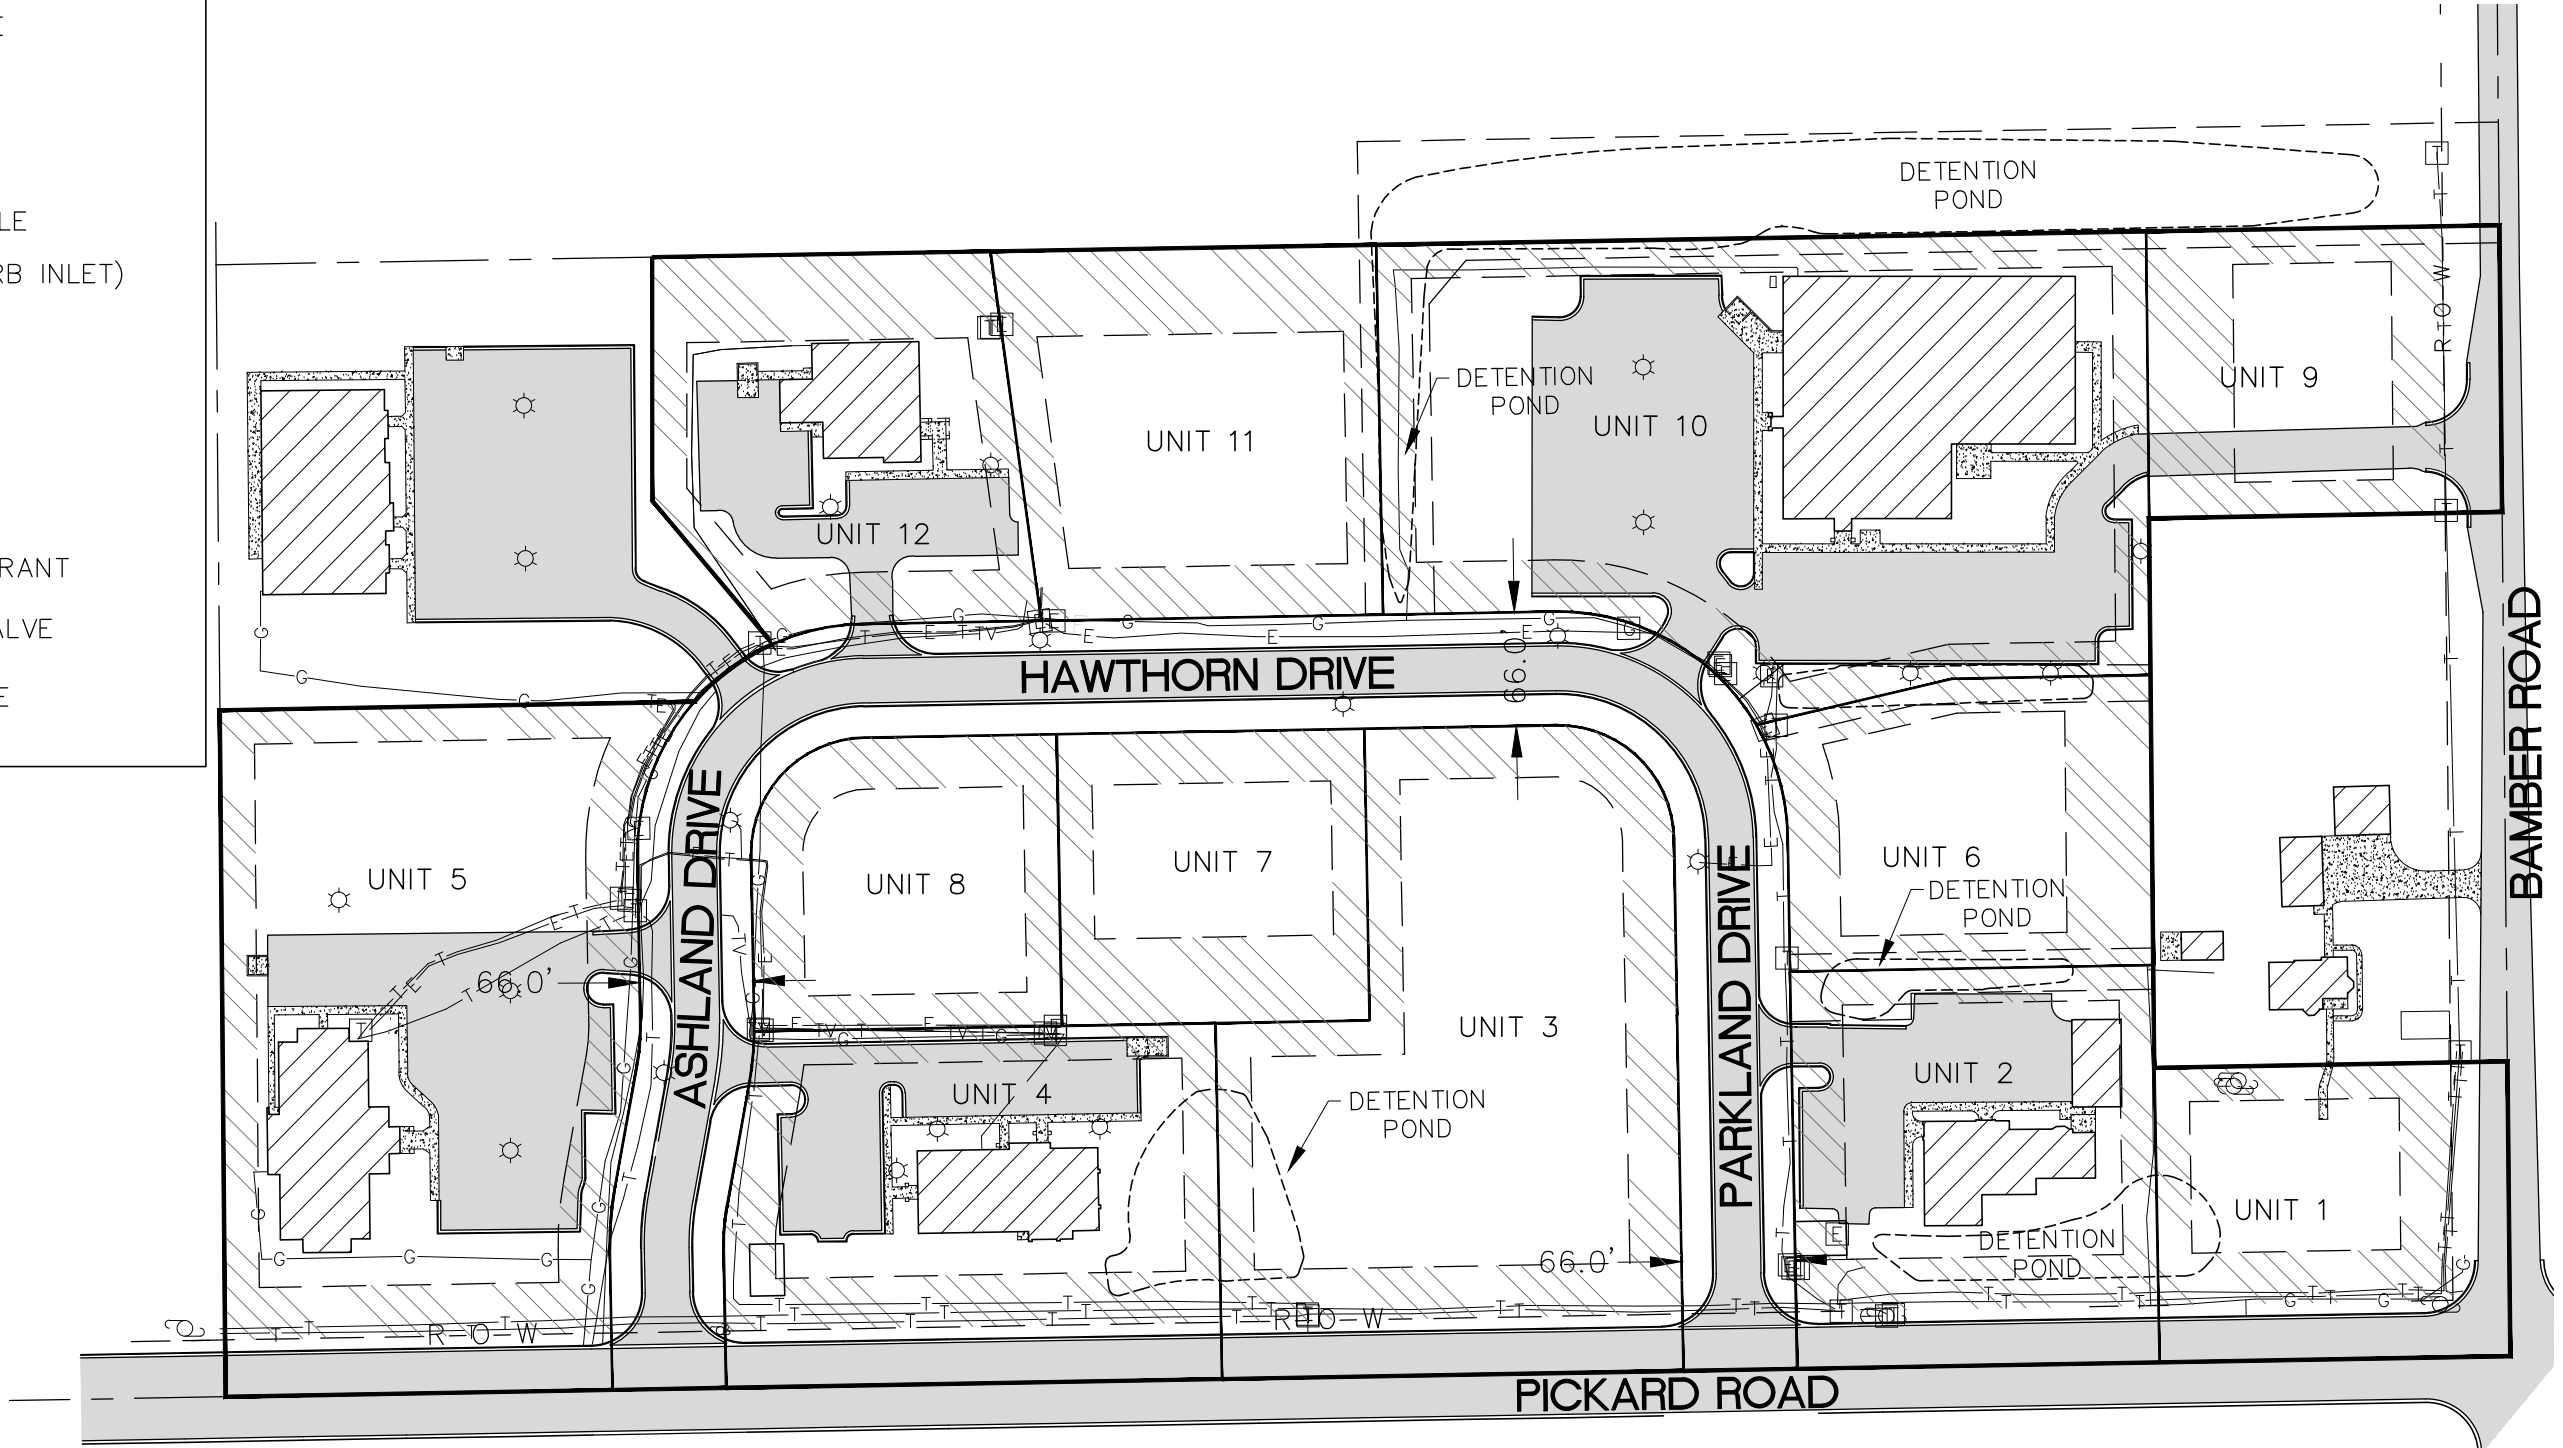 E
LE
RB INLET)
RANT
ALVE
E
DETENTION
POND
R O W
UNIT 9
DETENTION
POND
UNIT 10
UNIT 11
UNIT 12
HAWTHORN DRIVE
66.0'
BAMBER ROAD
UNIT 5
ASHLAND DRIVE
UNIT 8
UNIT 7
PARKLAND DRIVE
UNIT 6
DETENTION
POND
66.0'
UNIT 3
UNIT 4
DETENTION
POND
UNIT 2
UNIT 1
DETENTION
POND
66.0'
R O W
R O W
PICKARD ROAD